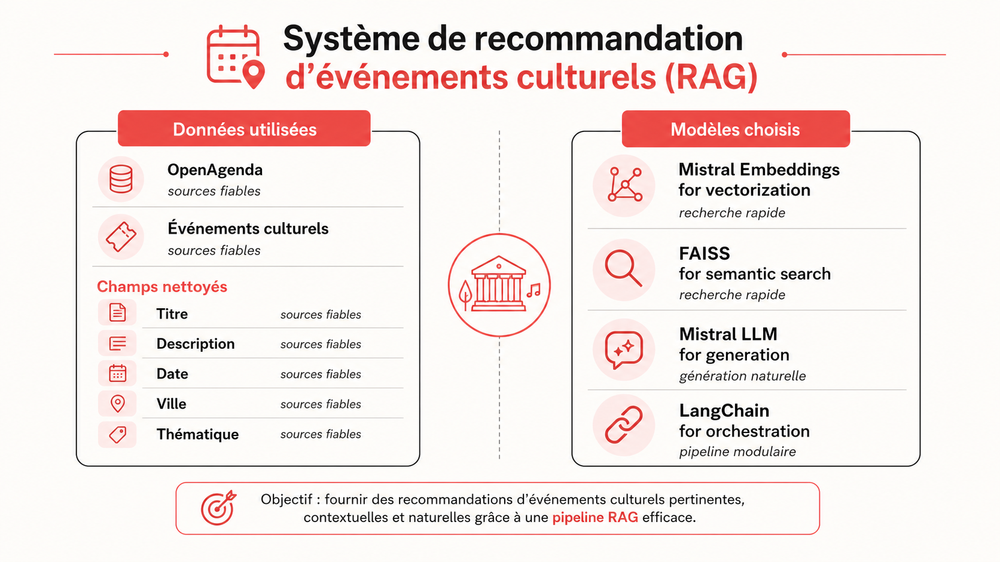 Système de recommandation
d’événements culturels (RAG)
Données utilisées
OpenAgenda
sources fiables
Événements culturels
sources fiables
Champs nettoyés
Titre sources fiables
Description sources fiables
Date sources fiables
Ville sources fiables
Thématique sources fiables
Modèles choisis
Mistral Embeddings
for vectorization
recherche rapide
FAISS
for semantic search
recherche rapide
Mistral LLM
for generation
génération naturelle
LangChain
for orchestration
pipeline modulaire
Objectif : fournir des recommandations d’événements culturels pertinentes,
contextuelles et naturelles grâce à une pipeline RAG efficace.